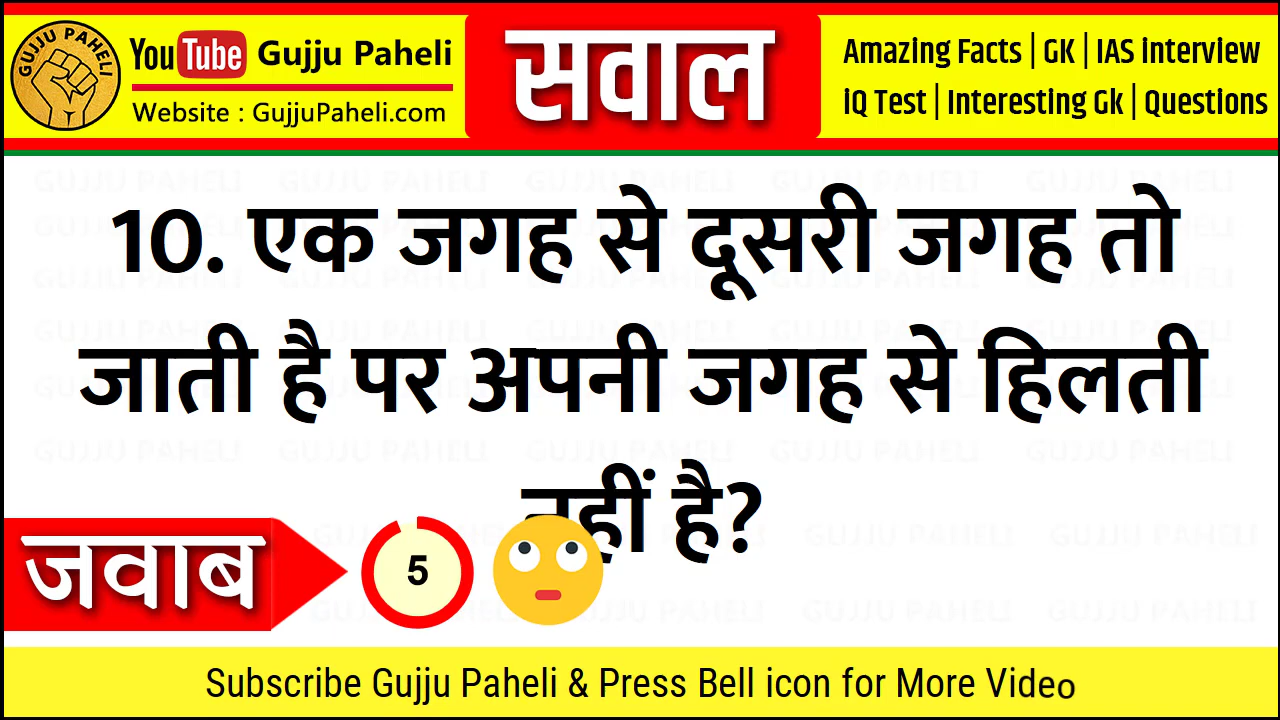 GUJJU PAHELI
YouTube Gujju Paheli
Website : GujjuPaheli.com
सवाल
Amazing Facts | GK | IAS interview
iQ Test | Interesting Gk | Questions
10. एक जगह से दूसरी जगह तो
जाती है पर अपनी जगह से हिलती
नहीं है?
जवाब
5
Subscribe Gujju Paheli & Press Bell icon for More Video